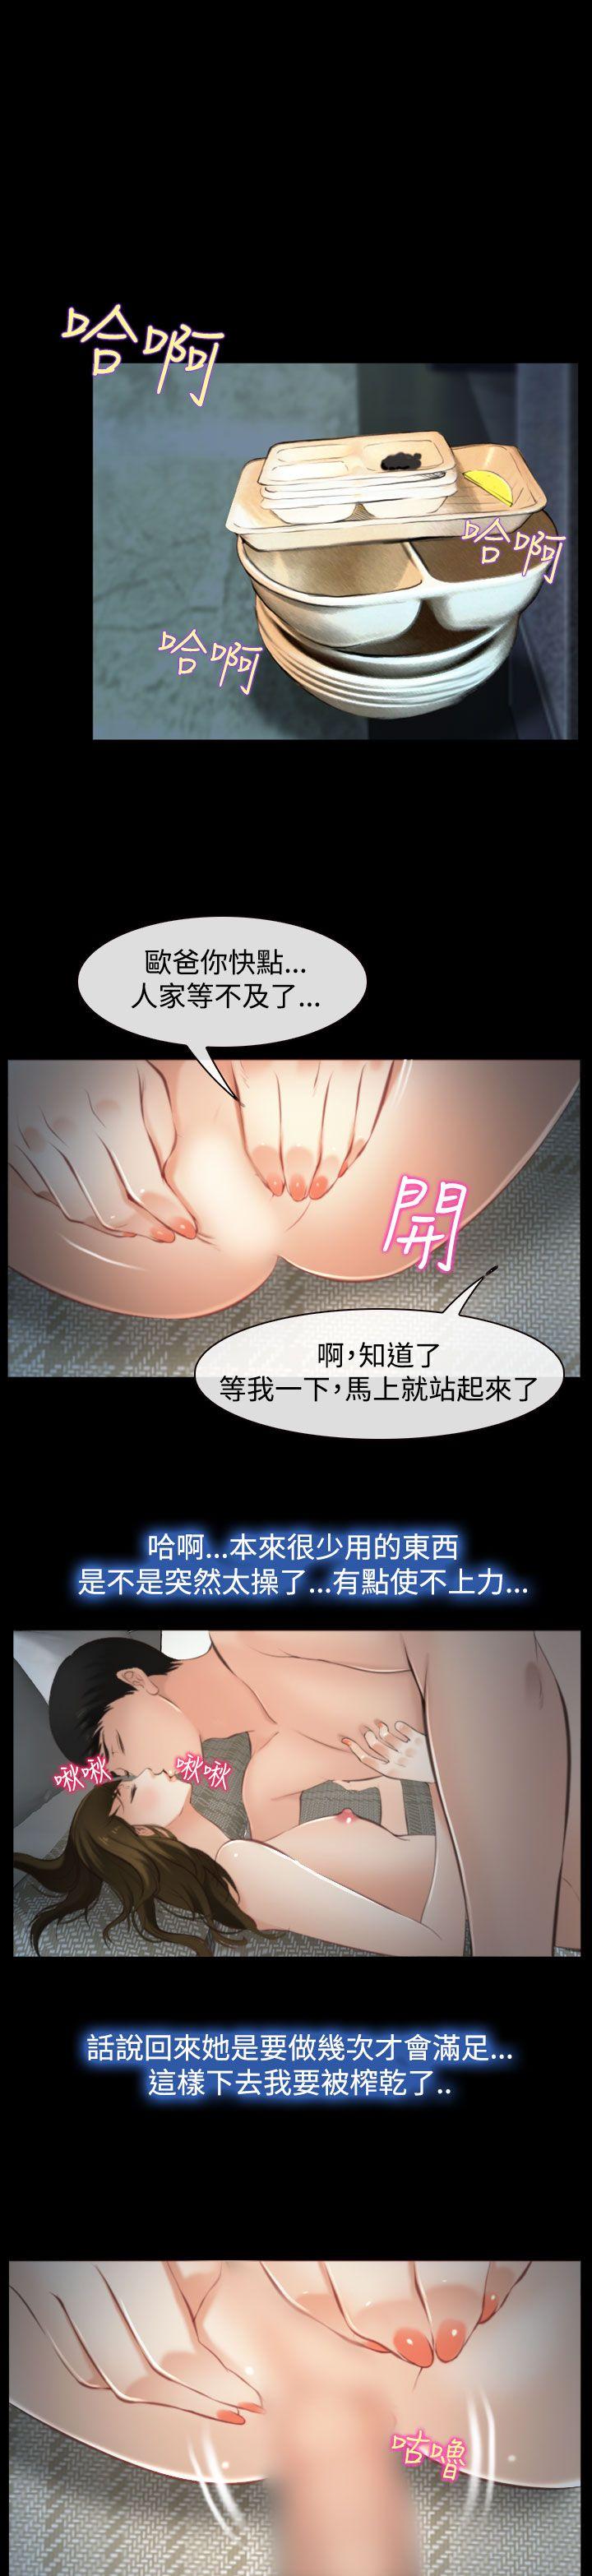 哈啊
哈啊
哈啊
歐爸你快點...
人家等不及了...
開
啊,知道了
等我一下,馬上就站起來了
哈啊...本來很少用的東西
是不是突然太操了...有點使不上力...
啾啾
啾啾
話說回來她是要做幾次才會滿足...
這樣下去我要被榨乾了..
咕嚕